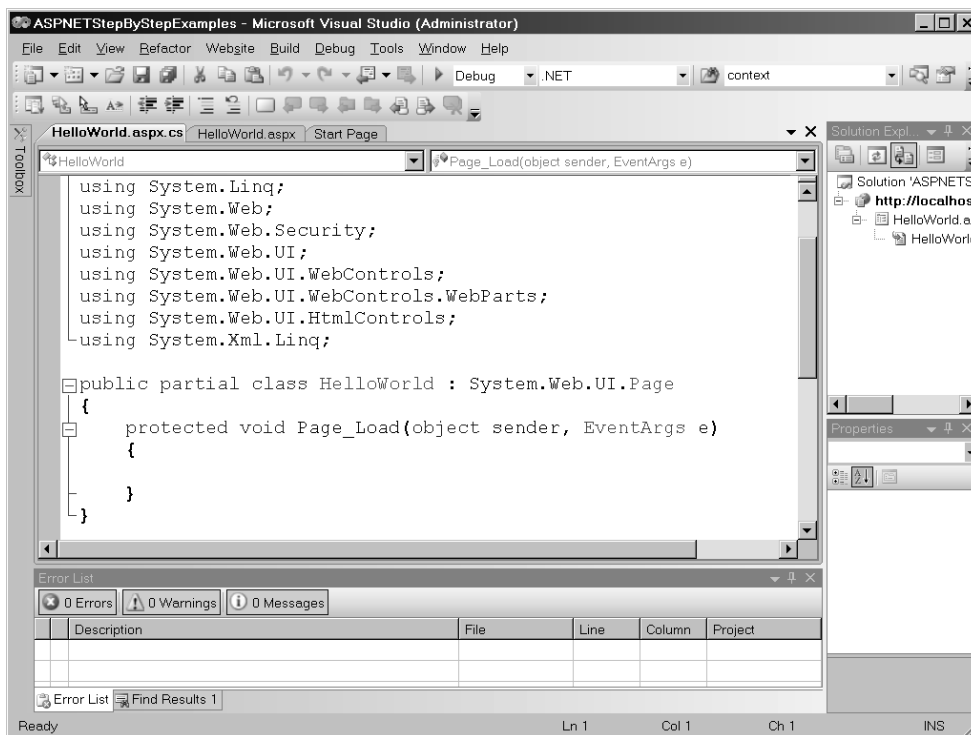 ASPNETStepByStepExamples - Microsoft Visual Studio (Administrator)
File Edit View Refactor Website Build Debug Tools Window Help
Debug .NET context
HelloWorld.aspx.cs HelloWorld.aspx Start Page
Toolbox
HelloWorld Page_Load(object sender, EventArgs e)
using System.Linq;
using System.Web;
using System.Web.Security;
using System.Web.UI;
using System.Web.UI.WebControls;
using System.Web.UI.WebControls.WebParts;
using System.Web.UI.HtmlControls;
using System.Xml.Linq;
public partial class HelloWorld : System.Web.UI.Page
{
protected void Page_Load(object sender, EventArgs e)
{
}
}
Solution Expl...
Solution 'ASPNETS
http://localhos
HelloWorld.a
HelloWorl
Properties
Error List
0 Errors 0 Warnings 0 Messages
Description File Line Column Project
Error List Find Results 1
Ready Ln 1 Col 1 Ch 1 INS